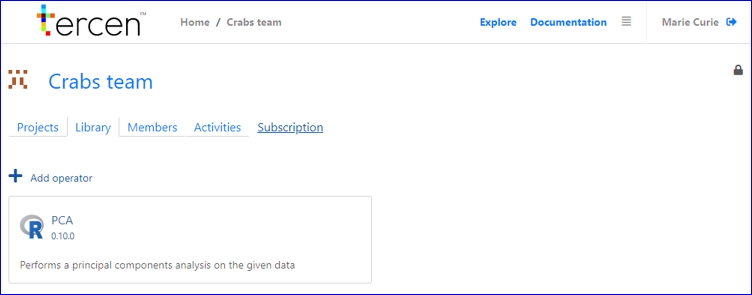 tercen™ Home / Crabs team Explore Documentation Marie Curie
Crabs team
Projects Library Members Activities Subscription
Add operator
R PCA
0.10.0
Performs a principal components analysis on the given data